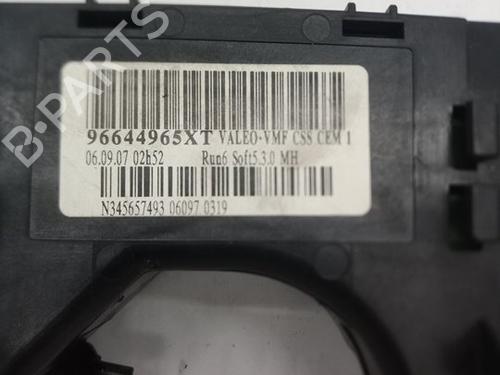 96644965XT VALEO-VMF CSS CEM 1
06.09.07 02h52 Run6 Soft5.3.0 MH
N345657493 06097 0319
B-PARTS